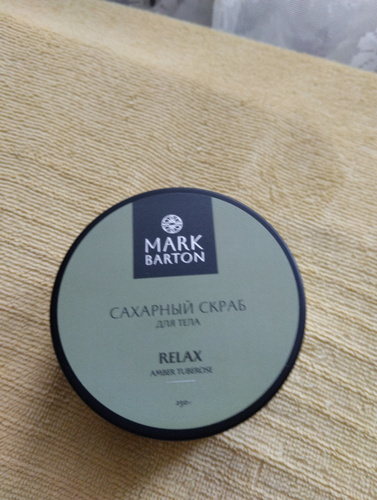 MARK
BARTON
САХАРНЫЙ СКРАБ
ДЛЯ ТЕЛА
RELAX
AMBER TUBEROSE